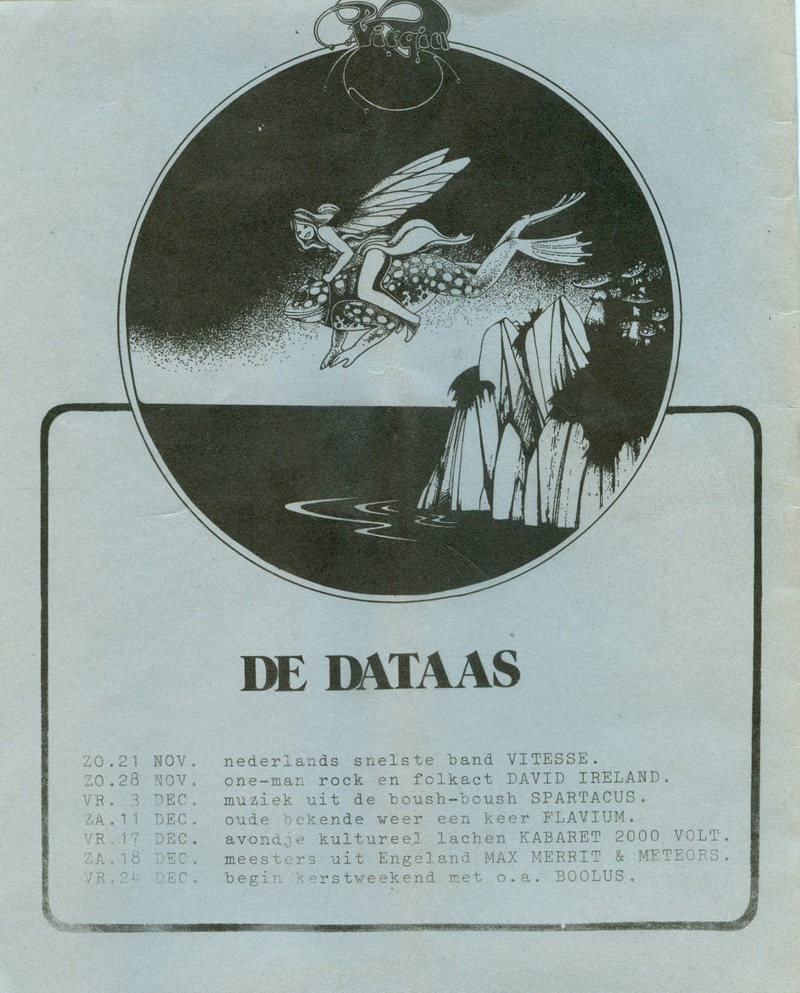 Virgin
DE DATAAS
ZO.21 NOV. nederlands snelste band VITESSE.
ZO.28 NOV. one-man rock en folkact DAVID IRELAND.
VR. 3 DEC. muziek uit de boush-boush SPARTACUS.
ZA.11 DEC. oude bekende weer een keer FLAVIUM.
VR.17 DEC. avondje kultureel lachen KABARET 2000 VOLT.
ZA.18 DEC. meesters uit Engeland MAX MERRIT & METEORS.
VR.24 DEC. begin kerstweekend met o.a. BOOLUS.